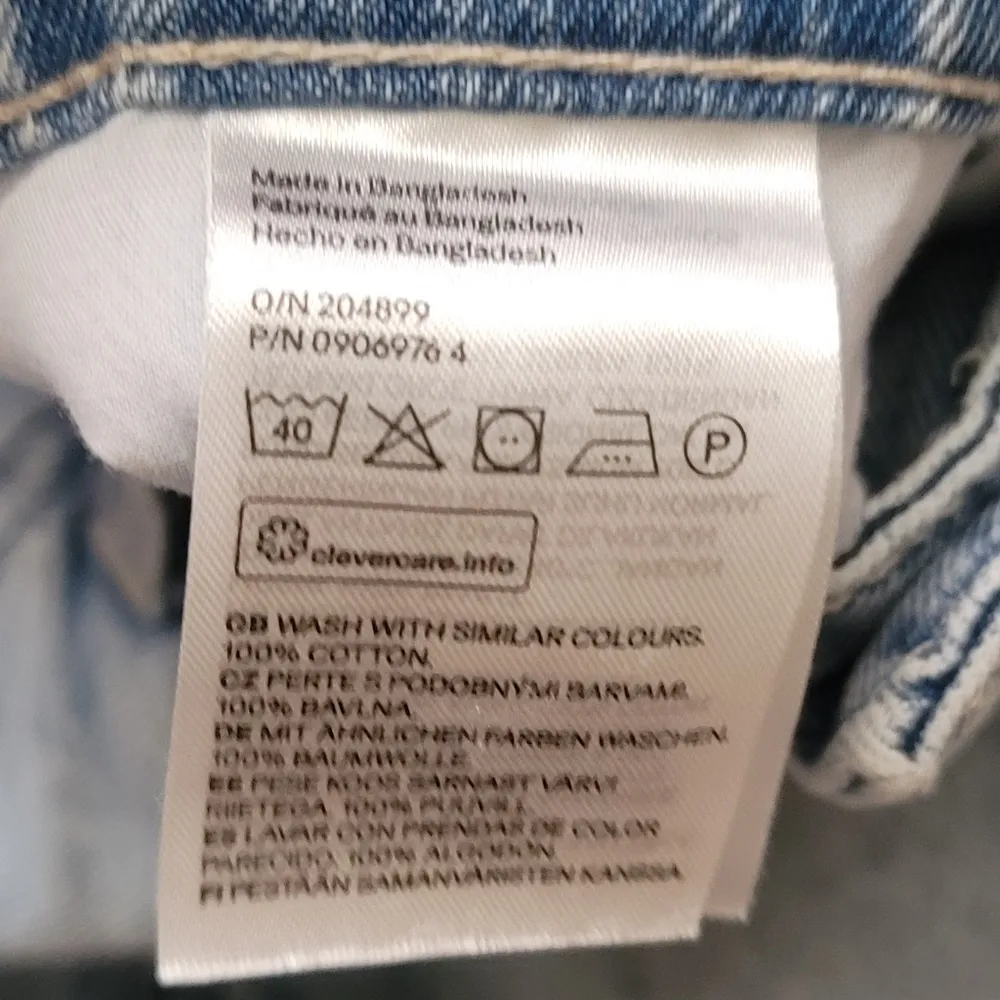 Made in Bangladesh
Fabriqué au Bangladesh
Hecho en Bangladesh
O/N 204899
P/N 0906976 4
40
P
clevercare.info
GB WASH WITH SIMILAR COLOURS.
100% COTTON.
CZ PERTE S PODOBNÝMI BARVAMI.
100% BAVLNA.
DE MIT ÄHNLICHEN FARBEN WASCHEN.
100% BAUMWOLLE.
EE PESE KOOS SARNAST VÄRVI
RIIETEGA. 100% PUUVILL.
ES LAVAR CON PRENDAS DE COLOR
PARECIDO. 100% ALGODÓN.
FI PESTÄÄN SAMANVÄRISTEN KANSSA.